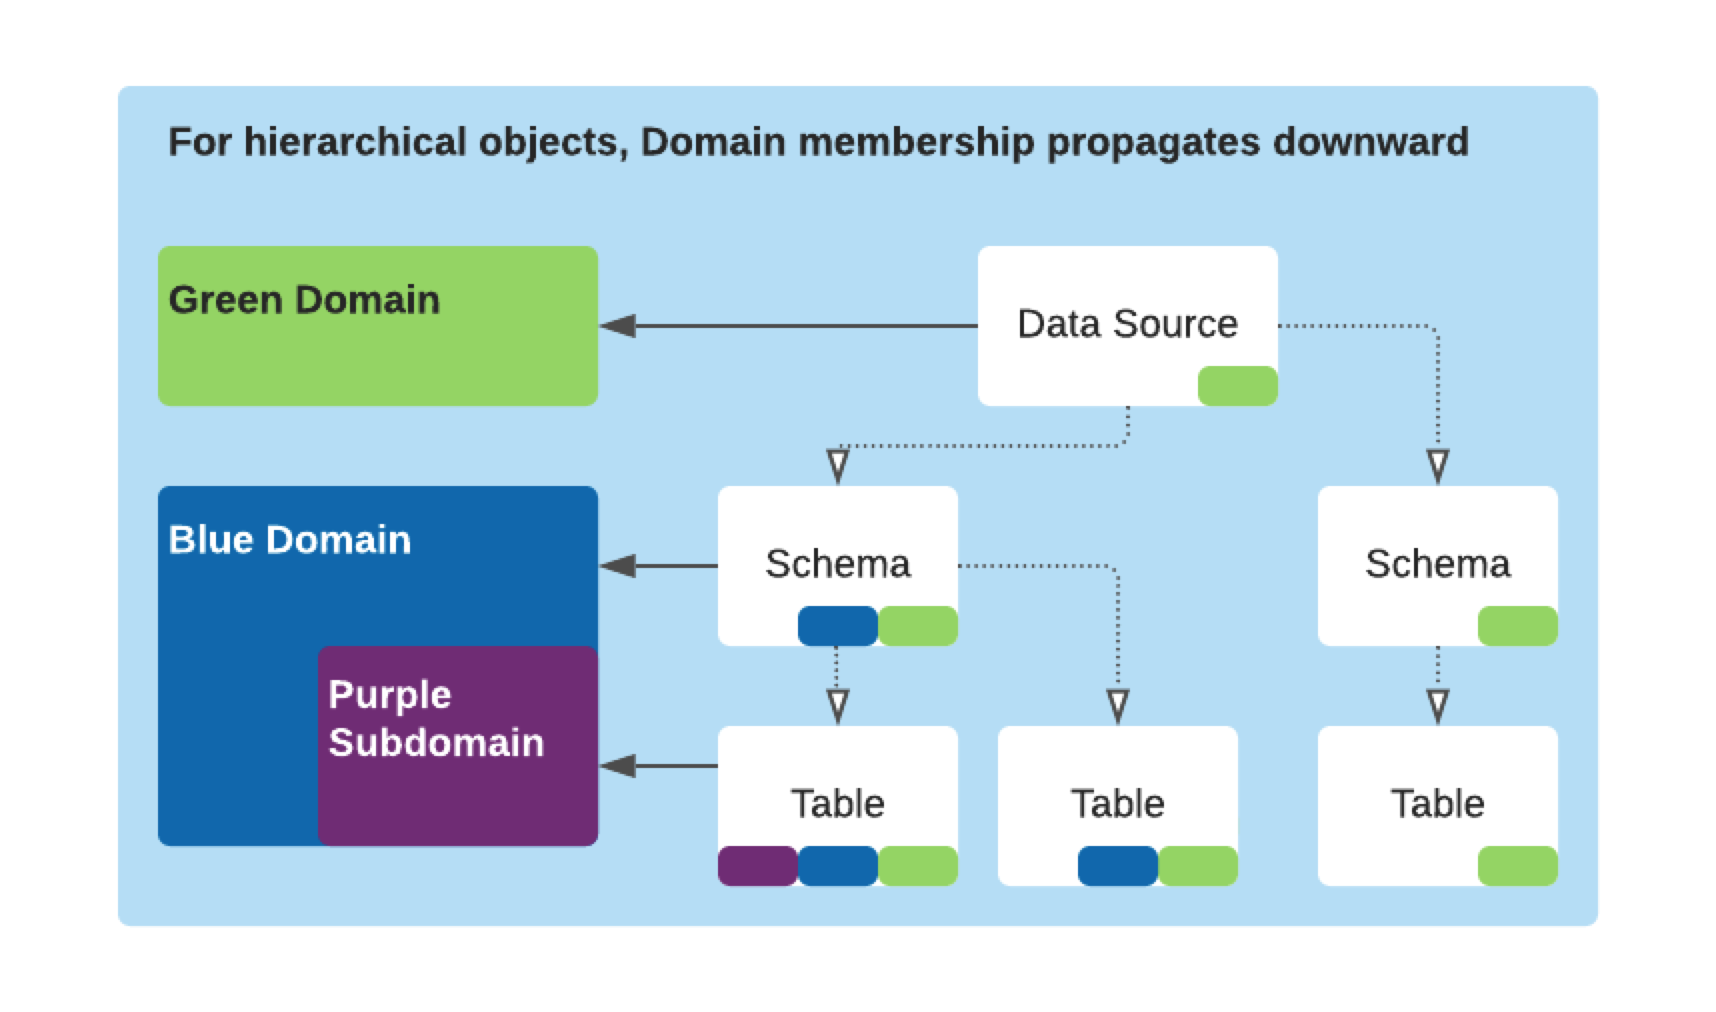 For hierarchical objects, Domain membership propagates downward
Green Domain
Data Source
Blue Domain
Schema
Schema
Purple
Subdomain
Table
Table
Table